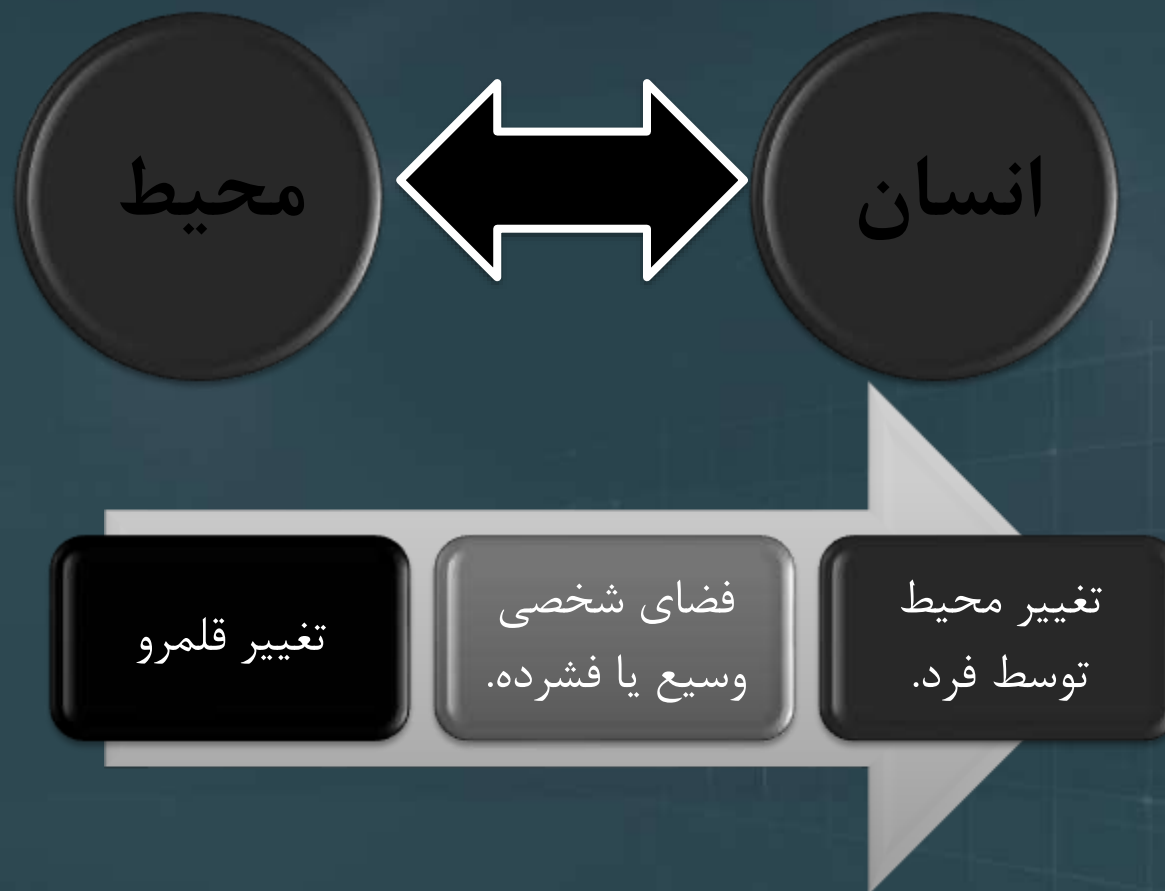 انسان
محیط
تغییر محیط
توسط فرد.
فضای شخصی
وسیع یا فشرده.
تغییر قلمرو